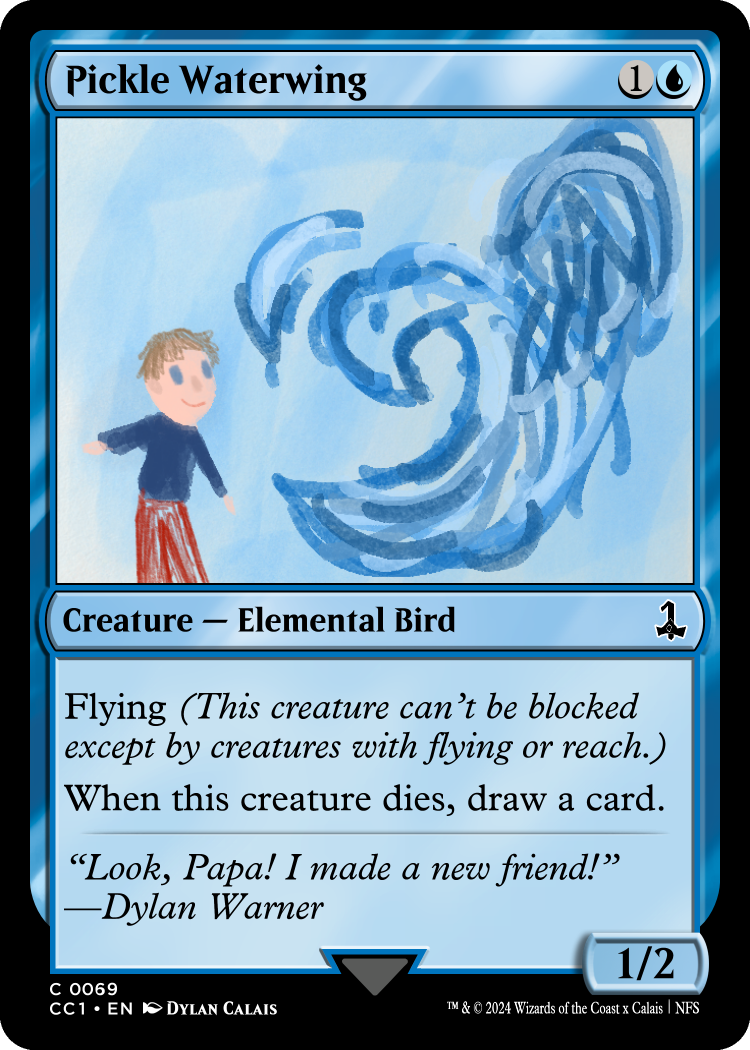 Pickle Waterwing 1
Creature — Elemental Bird
Flying (This creature can't be blocked
except by creatures with flying or reach.)
When this creature dies, draw a card.
“Look, Papa! I made a new friend!”
—Dylan Warner
1/2
C 0069
CC1 • EN DYLAN CALAIS
™ & © 2024 Wizards of the Coast x Calais | NFS